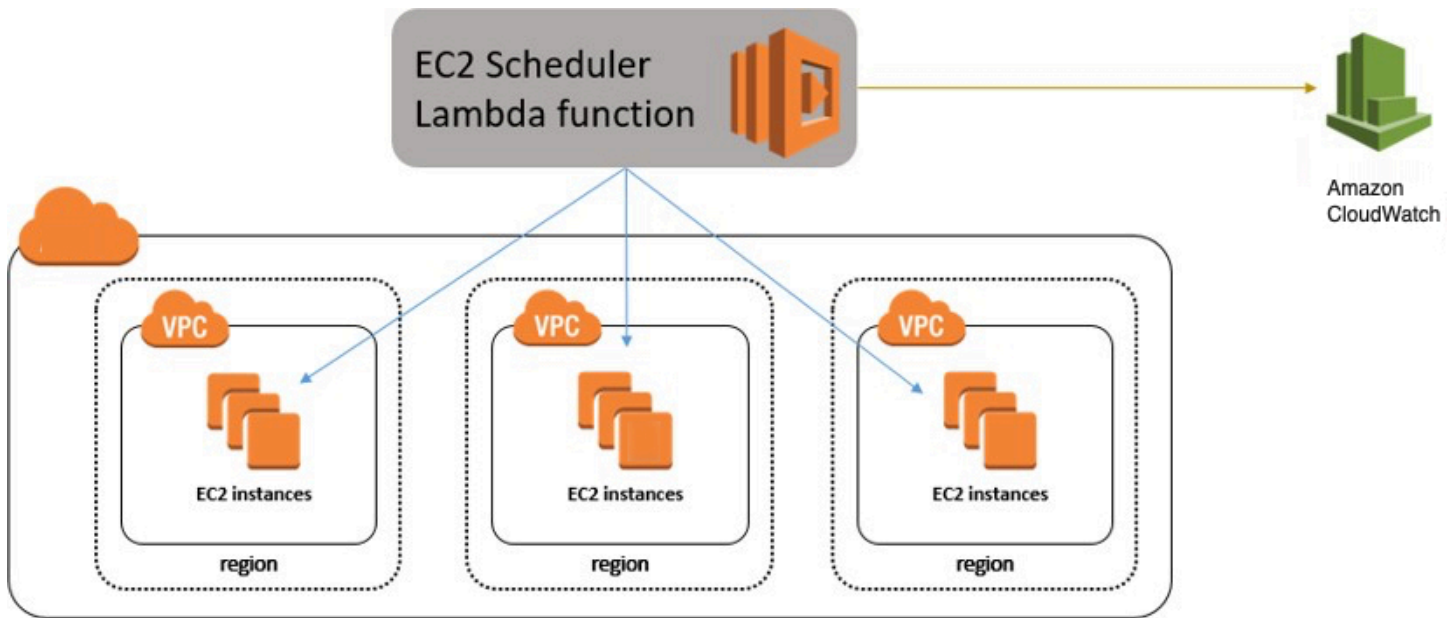 EC2 Scheduler
Lambda function
Amazon
CloudWatch
VPC
VPC
VPC
EC2 instances
EC2 instances
EC2 instances
region
region
region